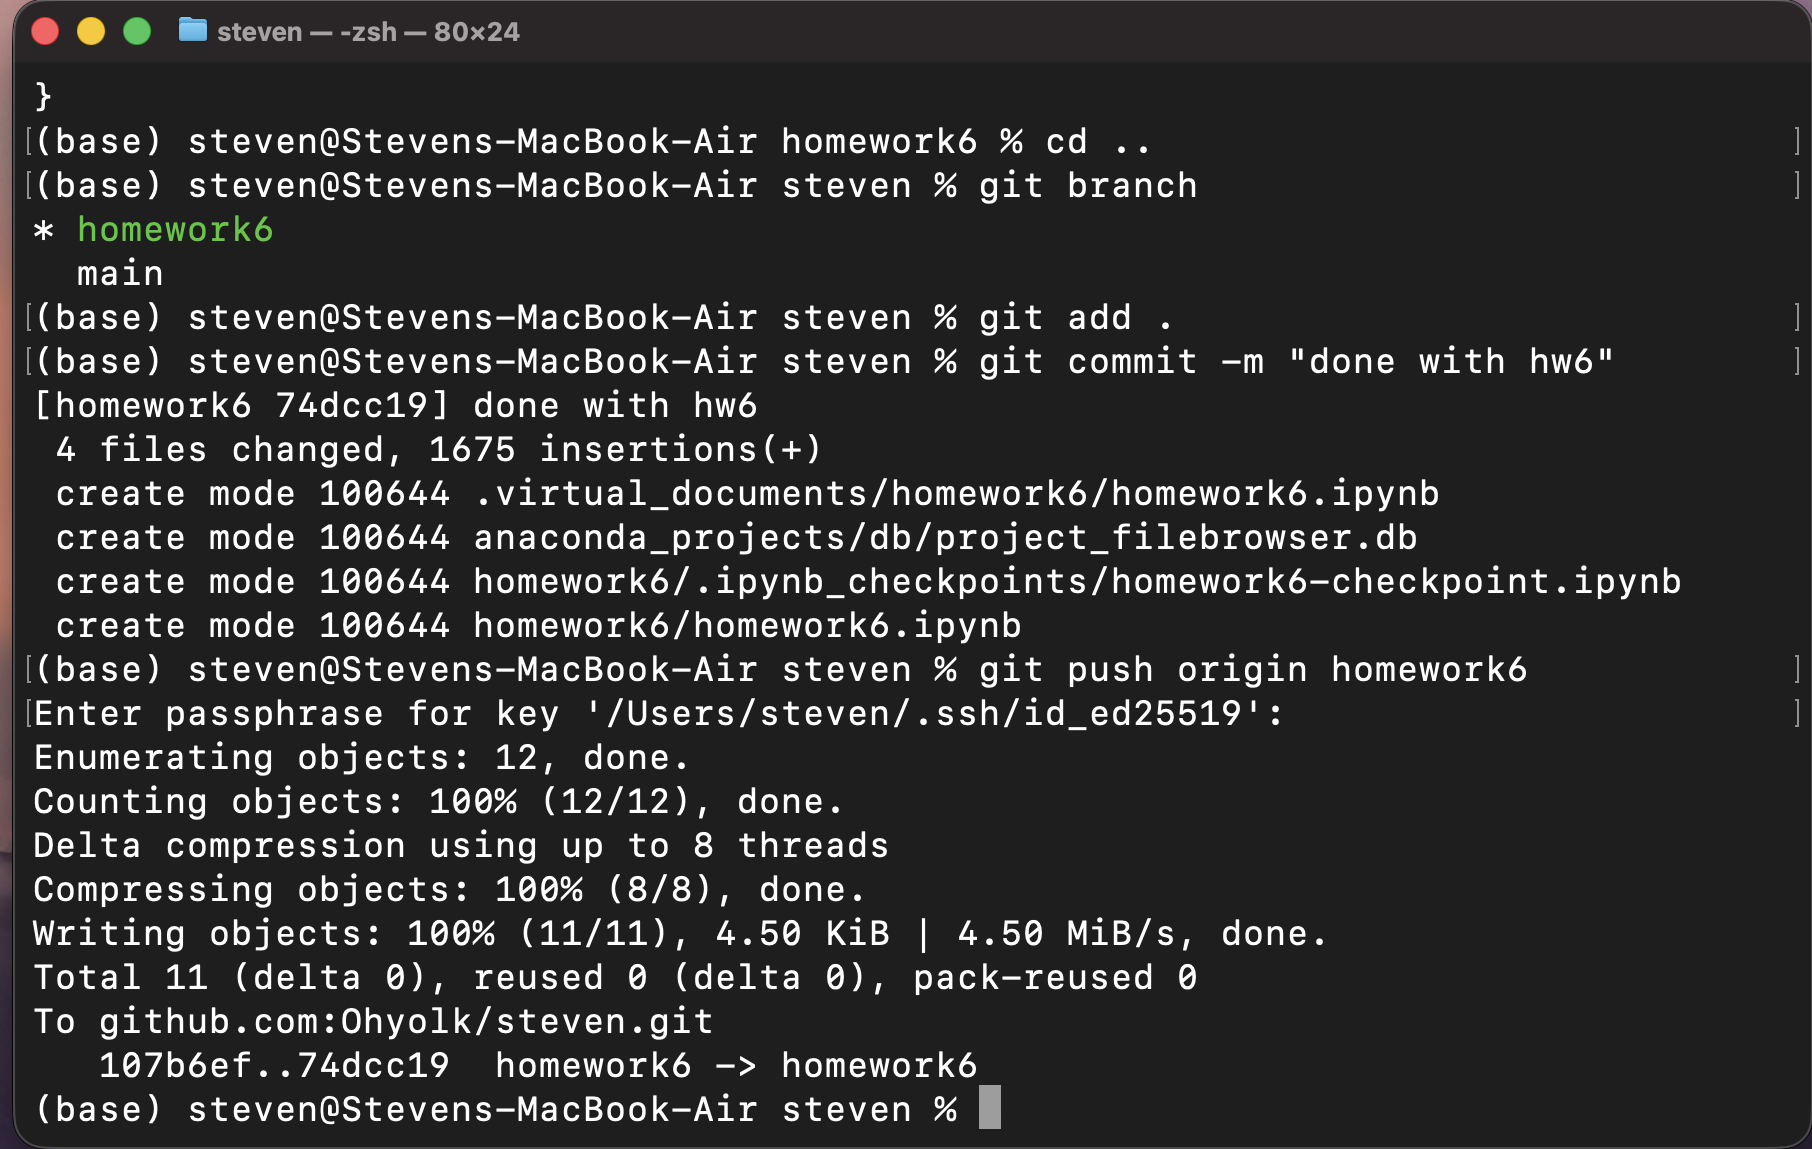 steven — -zsh — 80×24
}
[(base) steven@Stevens-MacBook-Air homework6 % cd .. ]
[(base) steven@Stevens-MacBook-Air steven % git branch ]
* homework6
  main
[(base) steven@Stevens-MacBook-Air steven % git add . ]
[(base) steven@Stevens-MacBook-Air steven % git commit -m "done with hw6" ]
[homework6 74dcc19] done with hw6
 4 files changed, 1675 insertions(+)
 create mode 100644 .virtual_documents/homework6/homework6.ipynb
 create mode 100644 anaconda_projects/db/project_filebrowser.db
 create mode 100644 homework6/.ipynb_checkpoints/homework6-checkpoint.ipynb
 create mode 100644 homework6/homework6.ipynb
[(base) steven@Stevens-MacBook-Air steven % git push origin homework6 ]
[Enter passphrase for key '/Users/steven/.ssh/id_ed25519': ]
Enumerating objects: 12, done.
Counting objects: 100% (12/12), done.
Delta compression using up to 8 threads
Compressing objects: 100% (8/8), done.
Writing objects: 100% (11/11), 4.50 KiB | 4.50 MiB/s, done.
Total 11 (delta 0), reused 0 (delta 0), pack-reused 0
To github.com:Ohyolk/steven.git
   107b6ef..74dcc19  homework6 -> homework6
(base) steven@Stevens-MacBook-Air steven %